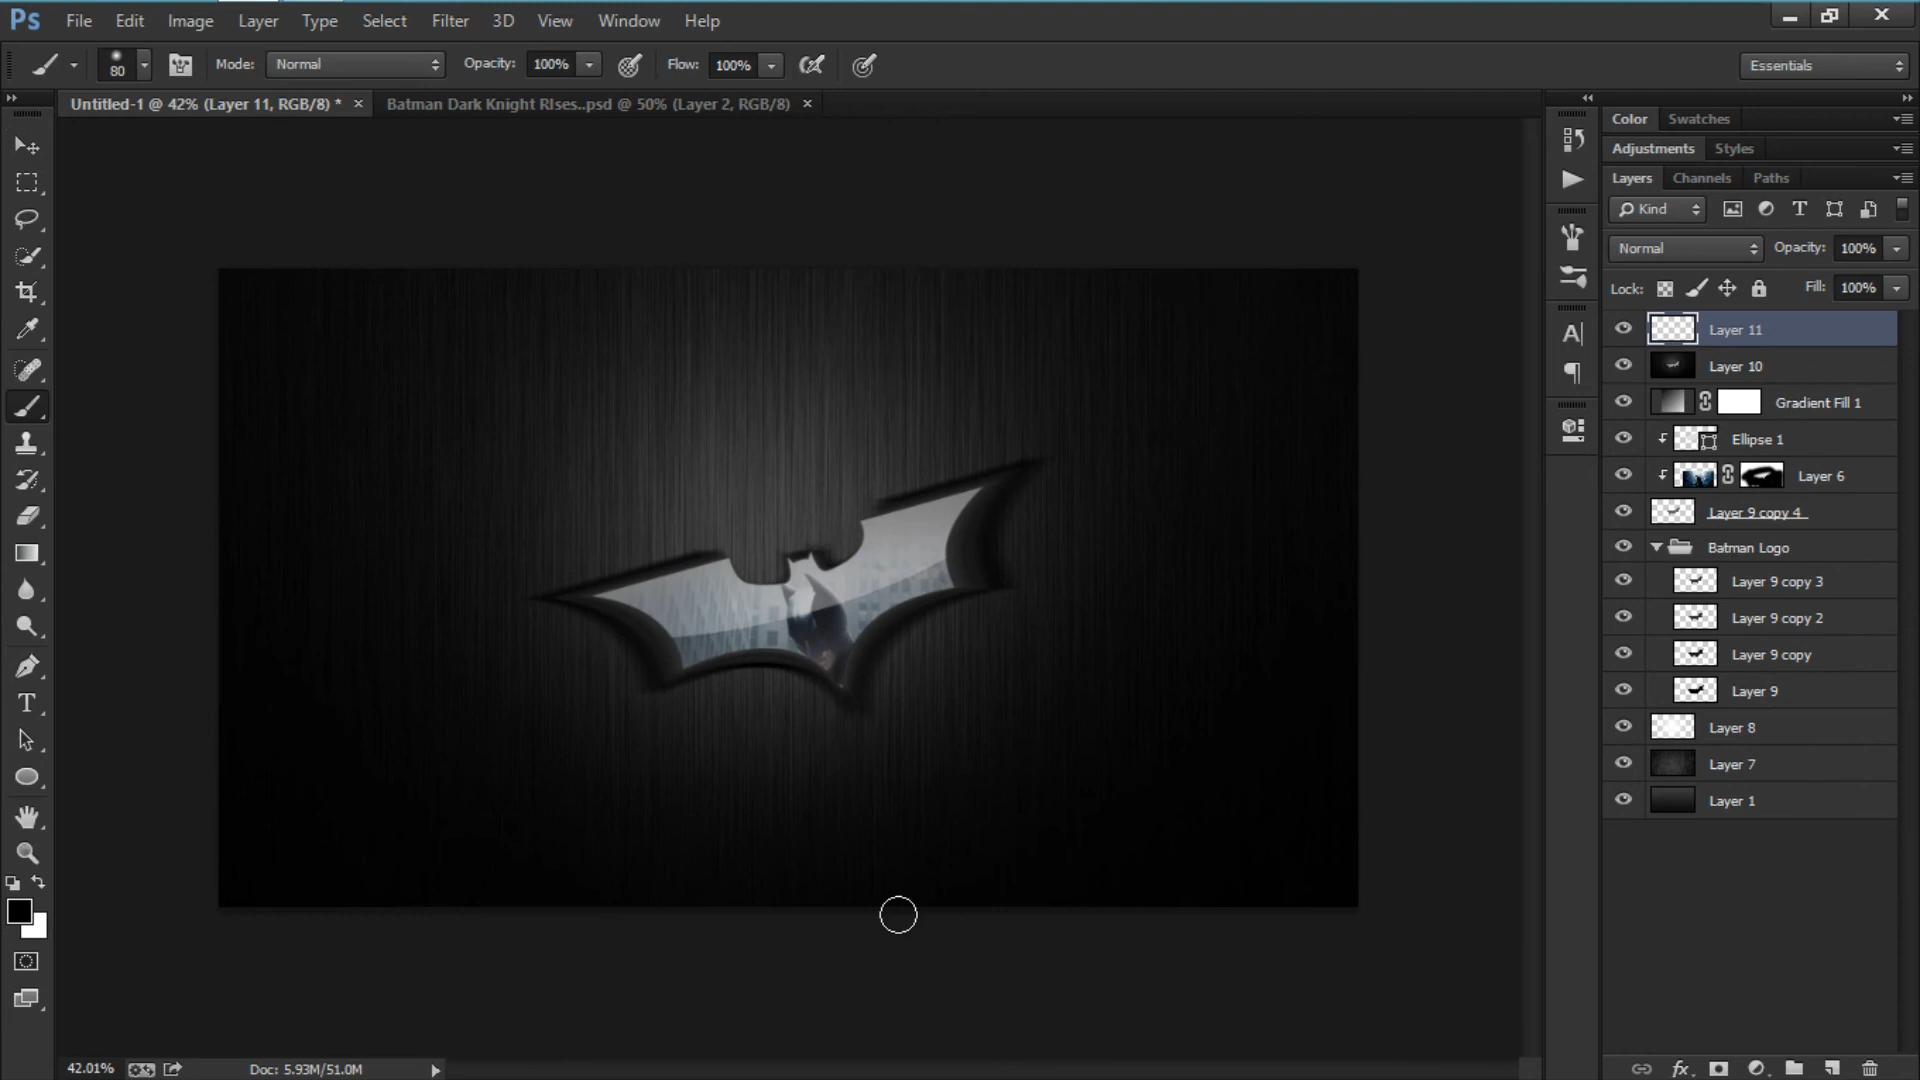 Ps File Edit Image Layer Type Select Filter 3D View Window Help
80 Mode: Normal Opacity: 100% Flow: 100% Essentials
Untitled-1 @ 42% (Layer 11, RGB/8) * × Batman Dark Knight RIses..psd @ 50% (Layer 2, RGB/8) ×
Color Swatches
Adjustments Styles
Layers Channels Paths
Kind
Normal Opacity: 100%
Lock: Fill: 100%
Layer 11
Layer 10
Gradient Fill 1
Ellipse 1
Layer 6
Layer 9 copy 4
Batman Logo
Layer 9 copy 3
Layer 9 copy 2
Layer 9 copy
Layer 9
Layer 8
Layer 7
Layer 1
42.01% Doc: 5.93M/51.0M